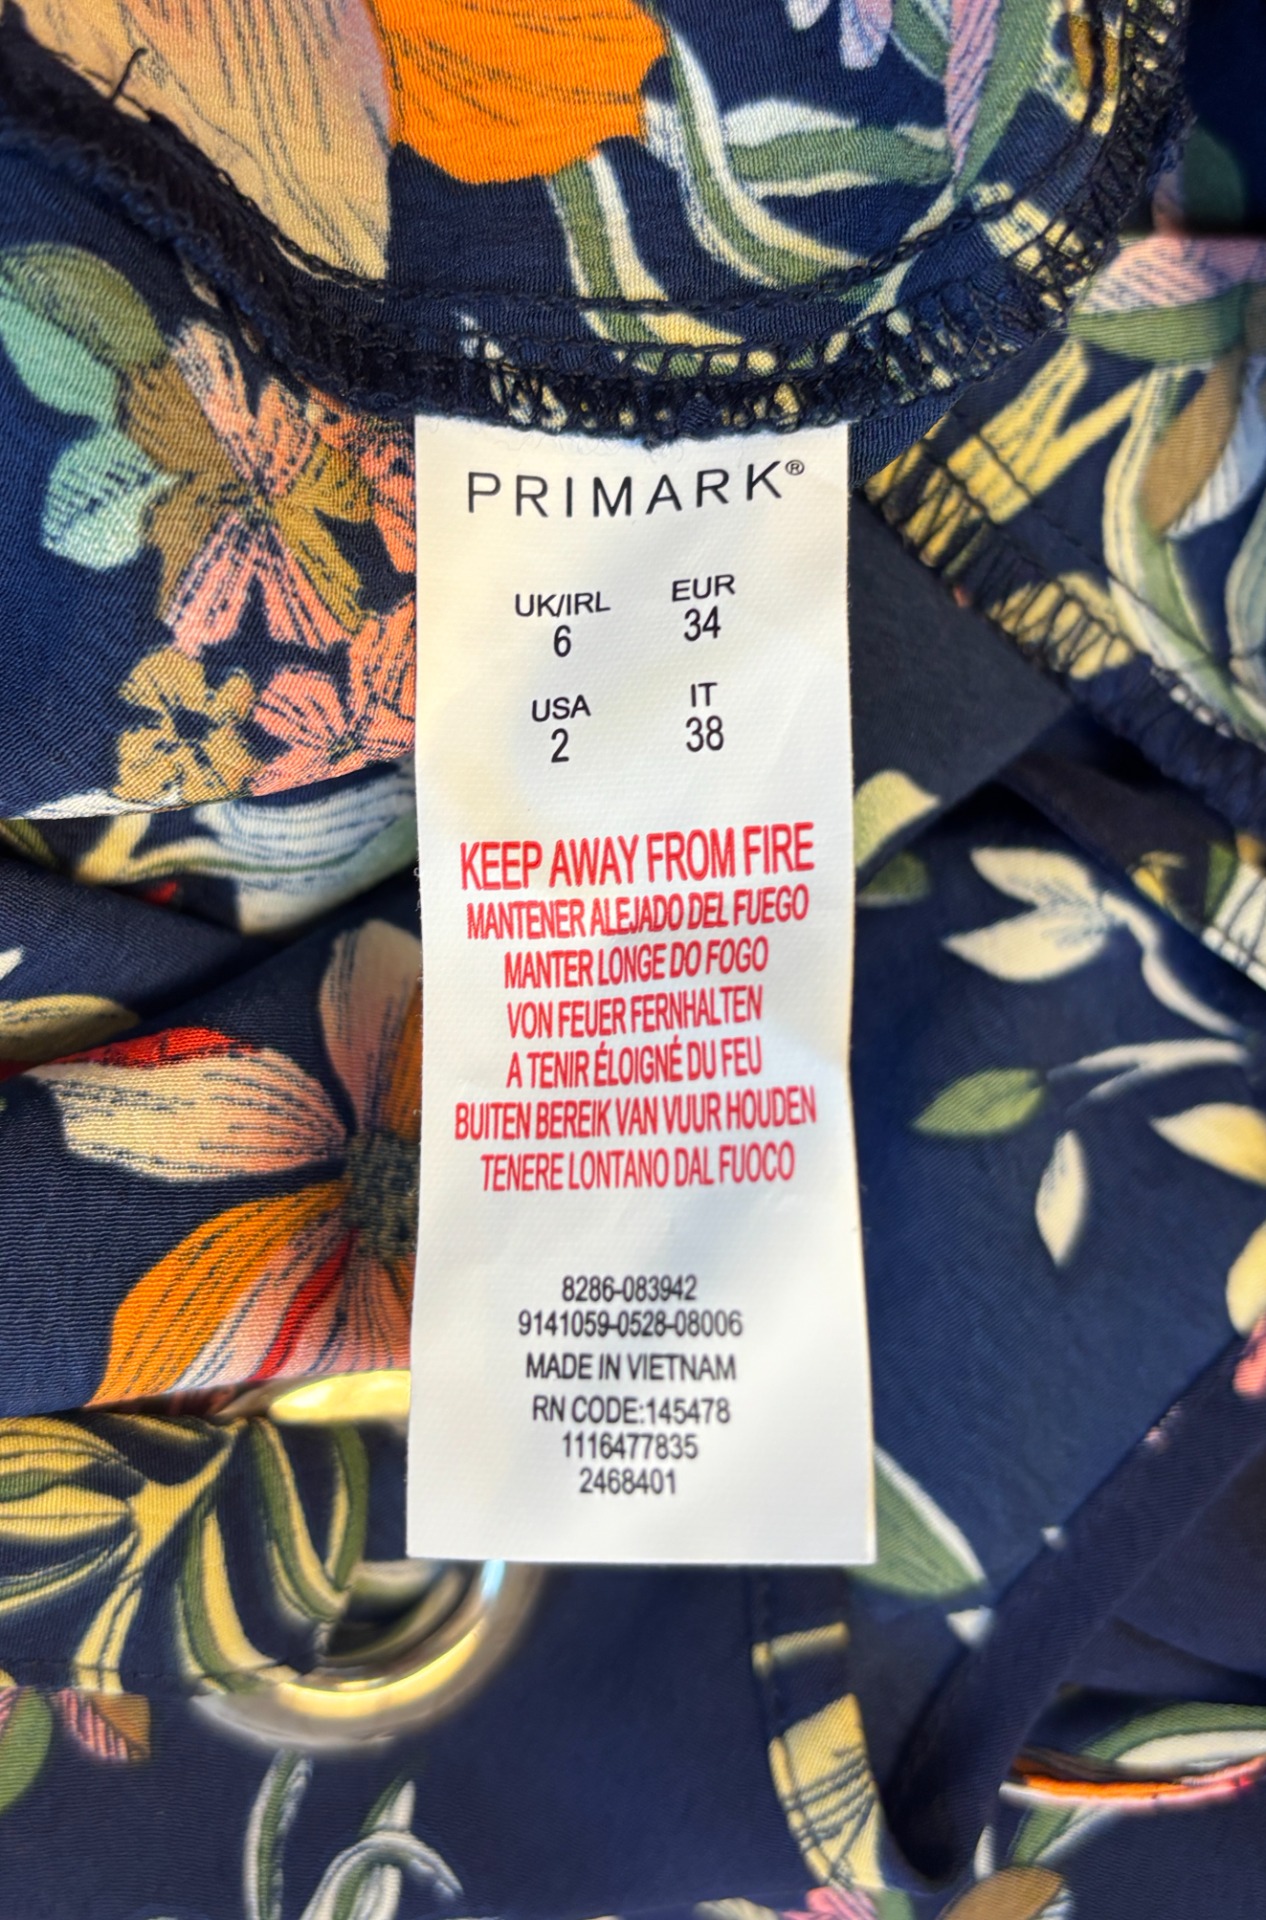 PRIMARK®
UK/IRL EUR
6 34
USA IT
2 38
KEEP AWAY FROM FIRE
MANTENER ALEJADO DEL FUEGO
MANTER LONGE DO FOGO
VON FEUER FERNHALTEN
A TENIR ÉLOIGNÉ DU FEU
BUITEN BEREIK VAN VUUR HOUDEN
TENERE LONTANO DAL FUOCO
8286-083942
9141059-0528-08006
MADE IN VIETNAM
RN CODE:145478
1116477835
2468401